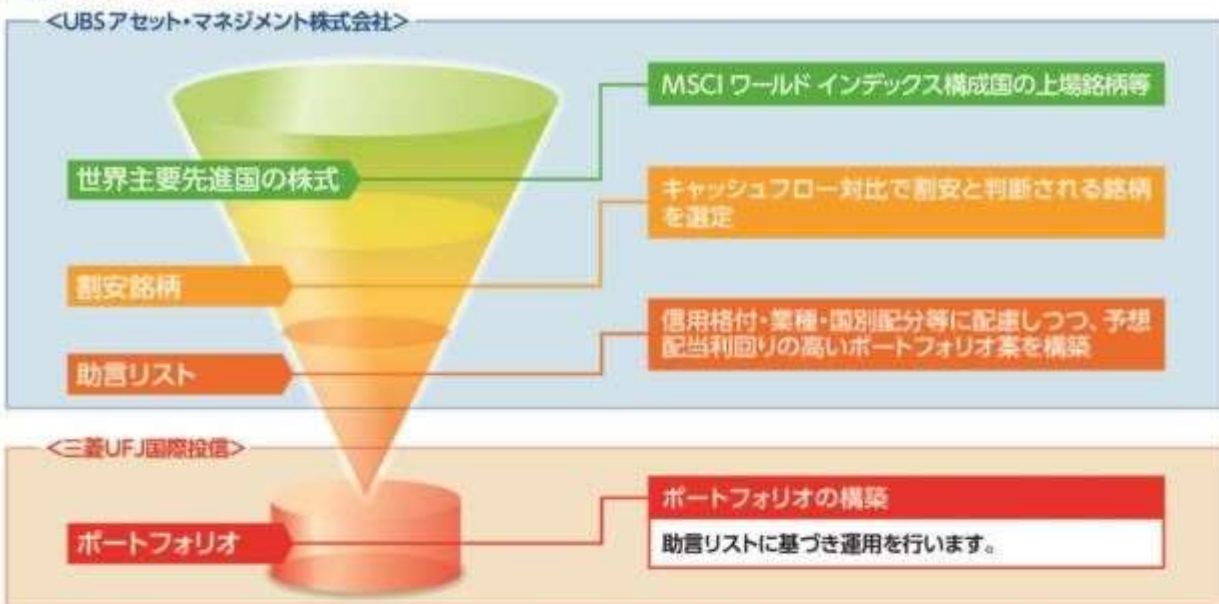 <UBSアセット・マネジメント株式会社>
MSCI ワールド インデックス構成国の上場銘柄等
世界主要先進国の株式
キャッシュフロー対比で割安と判断される銘柄
を選定
割安銘柄
信用格付・業種・国別配分等に配慮しつつ、予想
配当利回りの高いポートフォリオ案を構築
助言リスト
<三菱UFJ国際投信>
ポートフォリオの構築
ポートフォリオ
助言リストに基づき運用を行います。